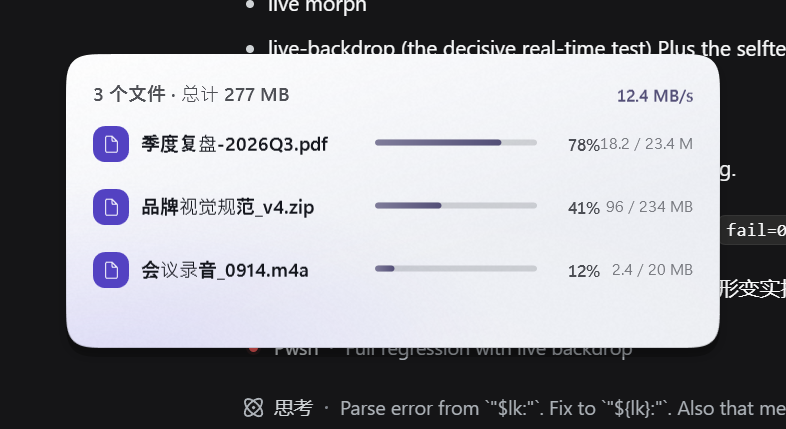 live morph
live-backdrop (the decisive real-time test) Plus the selfte
3 个文件 · 总计 277 MB
12.4 MB/s
季度复盘-2026Q3.pdf 78% 18.2 / 23.4 M
g.
品牌视觉规范_v4.zip 41% 96 / 234 MB
fail=0
会议录音_0914.m4a 12% 2.4 / 20 MB
形变实
Pwsh · Full regression with live backdrop
思考 · Parse error from `"$lk:"`. Fix to `"${lk}:"`. Also that me